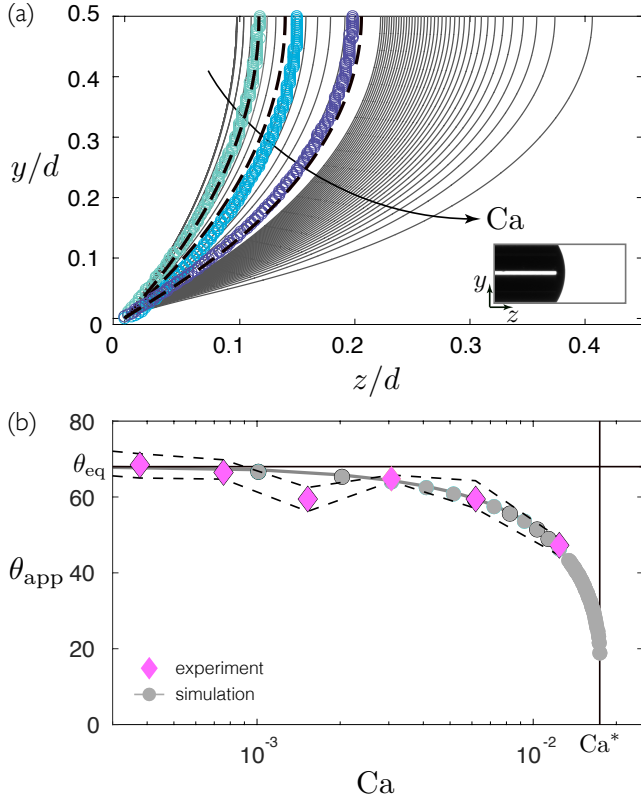 (a)
0.5
0.4
0.3
y/d
0.2
Ca
0.1
y
z
0
0
0.1
0.2
0.3
0.4
z/d
(b)
80
θeq
60
θapp
40
experiment
20
simulation
0
10⁻³
10⁻²
Ca*
Ca